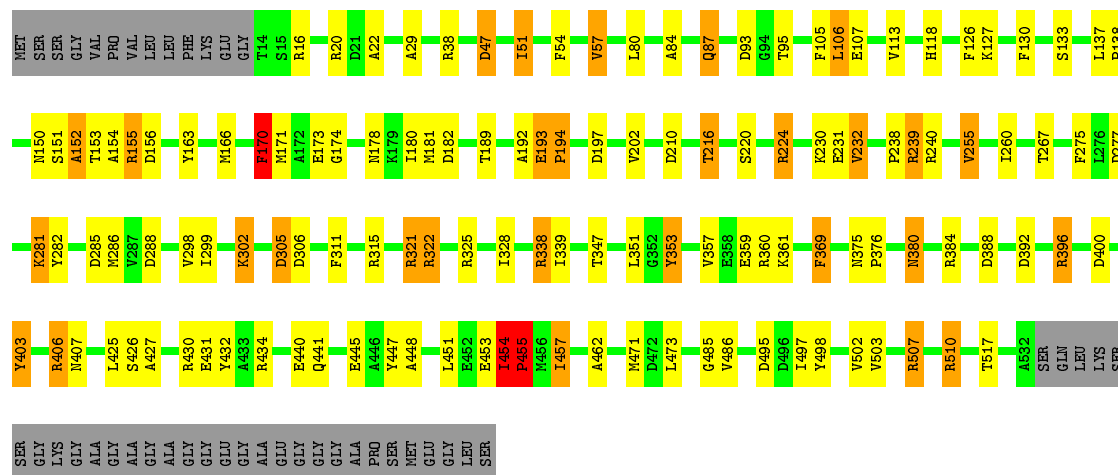 MET SER SER GLY VAL PRO VAL LEU LEU PHE LYS GLU GLY T14 S15 R16 R20 D21 A22 A29 R38 D47 I51 F54 V57 L80 A84 Q87 D93 G94 T95 F105 L106 E107 V113 H118 F126 K127 F130 S133 L137 P138
N150 S151 A152 T153 A154 R155 D156 Y163 M166 F170 M171 A172 E173 G174 N178 K179 I180 M181 D182 T189 A192 E193 P194 D197 V202 D210 T216 S220 R224 K230 E231 V232 P238 R239 R240 V255 I260 T267 F275 L276
K281 Y282 D285 M286 V287 D288 V298 I299 K302 D305 D306 F311 R315 R321 R322 R325 I328 R338 I339 T347 L351 G352 Y353 V357 E358 E359 R360 K361 F369 N375 P376 N380 R384 D388 D392 R396 D400
Y403 R406 N407 L425 S426 A427 R430 E431 Y432 A433 R434 E440 Q441 E445 A446 Y447 A448 L451 E452 E453 I454 P455 M456 I457 A462 M471 D472 L473 G485 V486 D495 D496 I497 Y498 V502 V503 R507 R510 T517 A532 SER GLN LEU LYS SER
SER GLY LYS GLY ALA GLY ALA GLY ALA GLY GLY GLU GLY ALA GLU GLY GLY GLY ALA PRO SER MET GLU GLY LEU SER